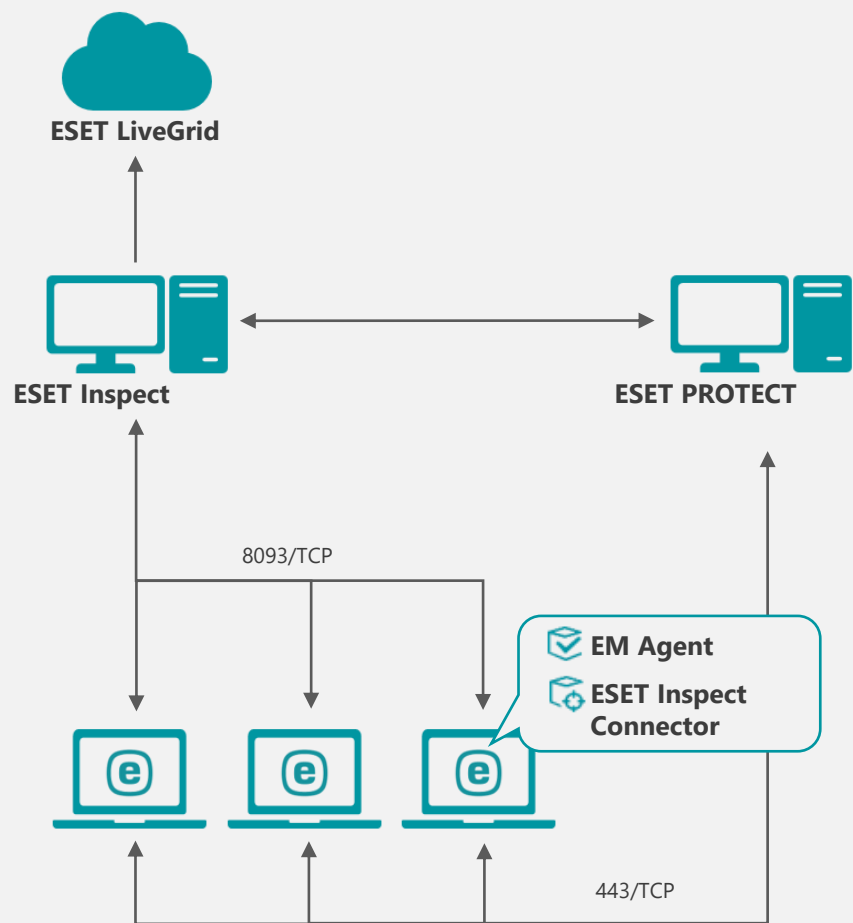 ESET LiveGrid
ESET Inspect
ESET PROTECT
8093/TCP
EM Agent
ESET Inspect
Connector
e
e
e
443/TCP